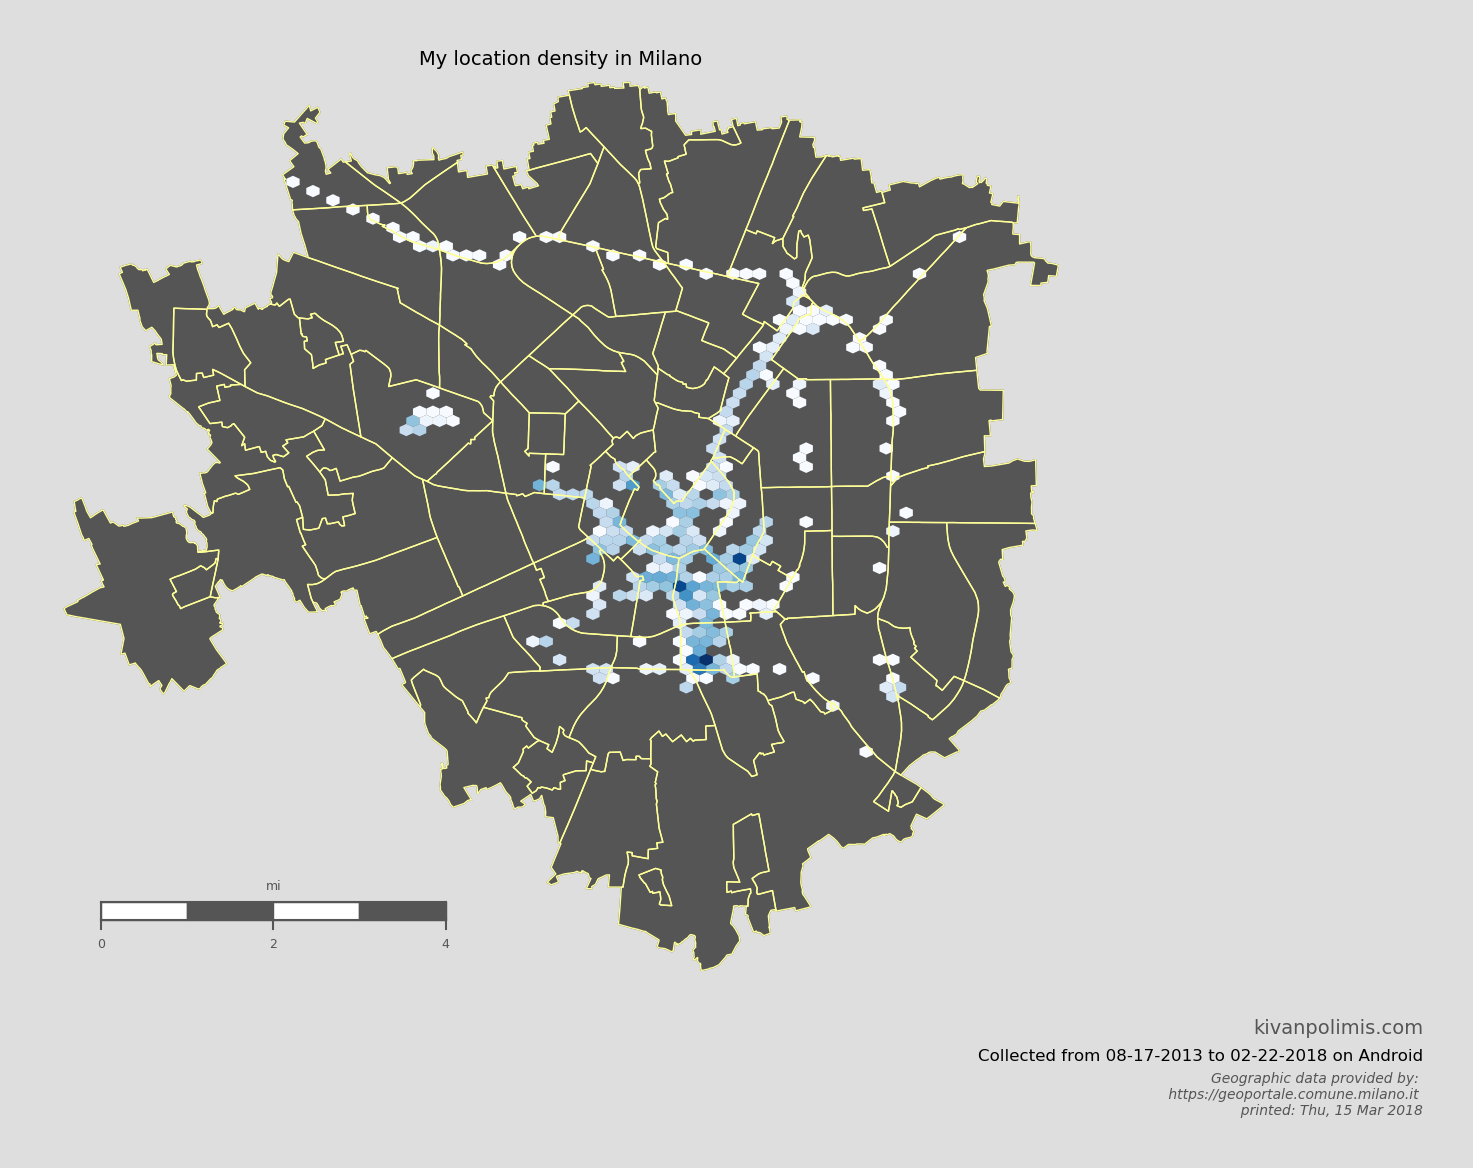 My location density in Milano
mi
0 2 4
kivanpolimis.com
Collected from 08-17-2013 to 02-22-2018 on Android
Geographic data provided by:
https://geoportale.comune.milano.it
printed: Thu, 15 Mar 2018